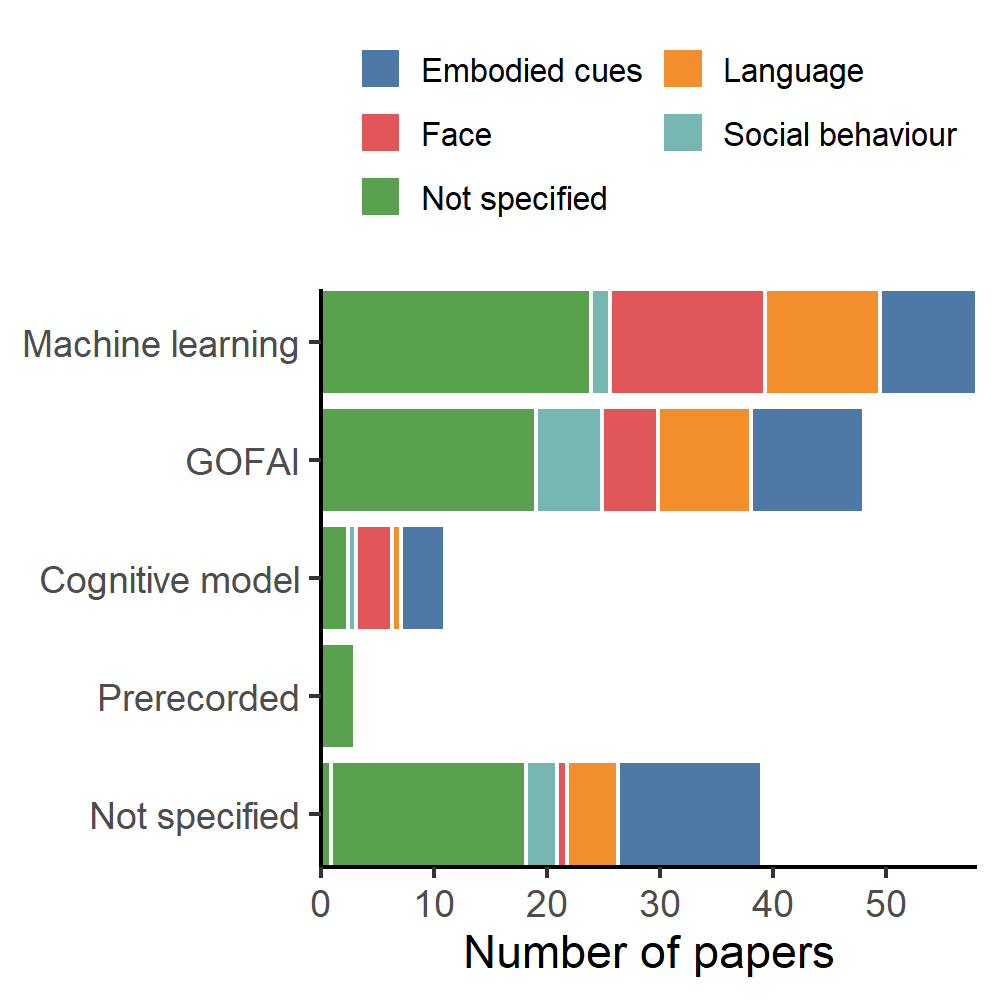 Embodied cues
Language
Face
Social behaviour
Not specified
Machine learning
GOFAI
Cognitive model
Prerecorded
Not specified
0 10 20 30 40 50
Number of papers